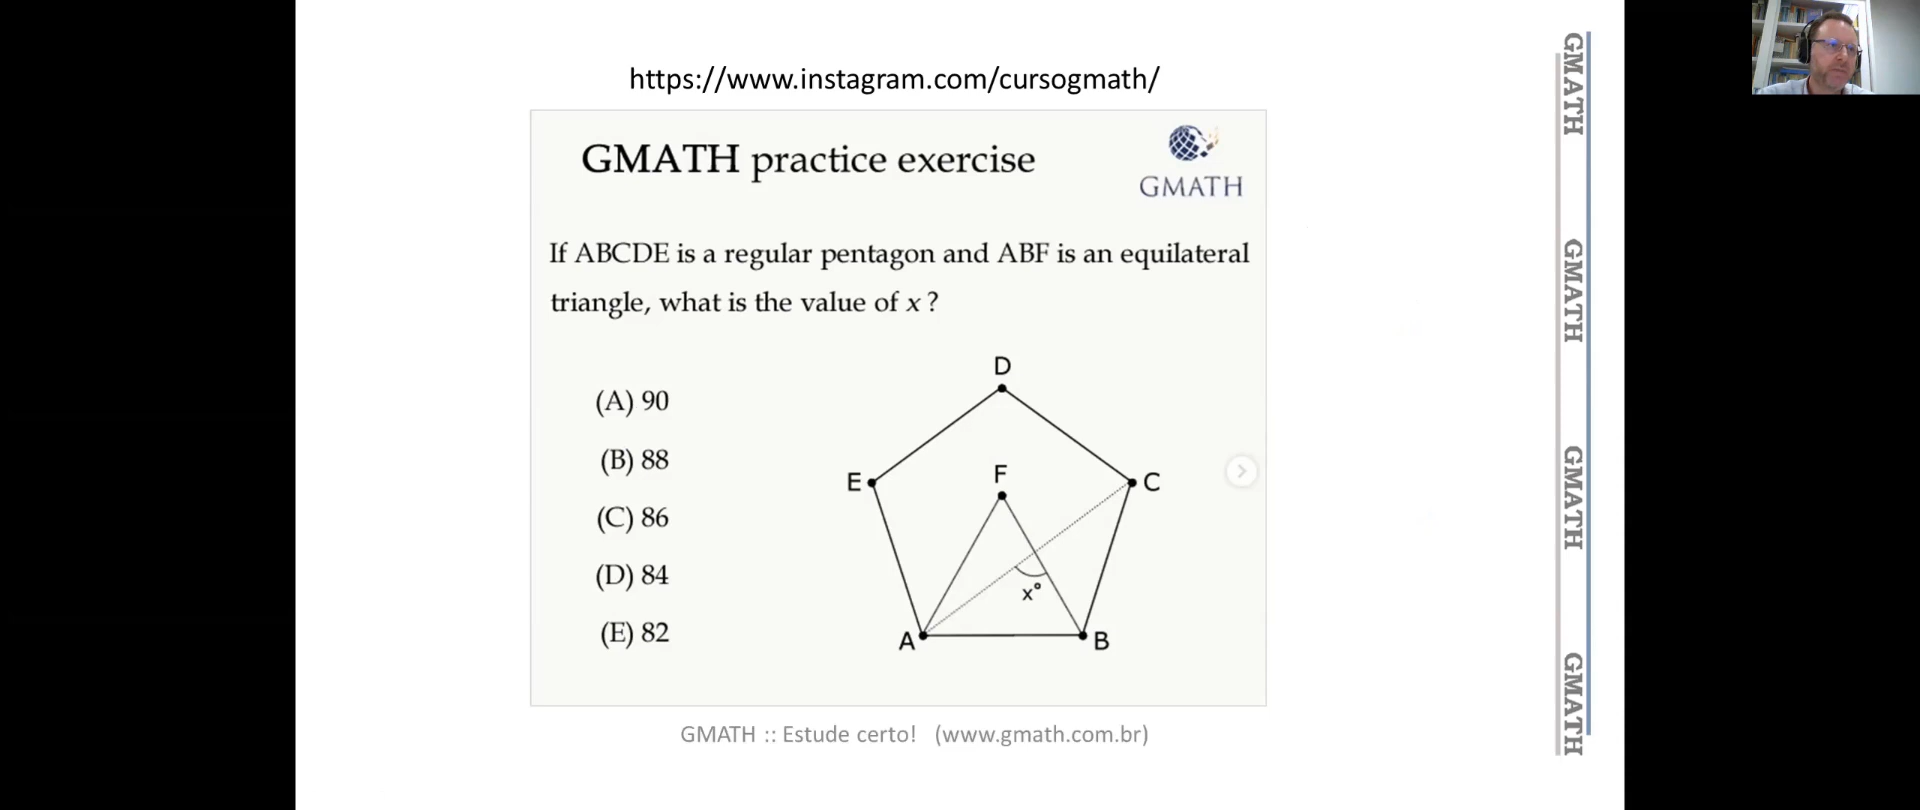 https://www.instagram.com/cursogmath/
GMATH practice exercise
GMATH
If ABCDE is a regular pentagon and ABF is an equilateral
triangle, what is the value of x ?
(A) 90
(B) 88
(C) 86
(D) 84
(E) 82
D
E
F
C
x°
A
B
GMATH :: Estude certo! (www.gmath.com.br)
GMATH
GMATH
GMATH
GMATH